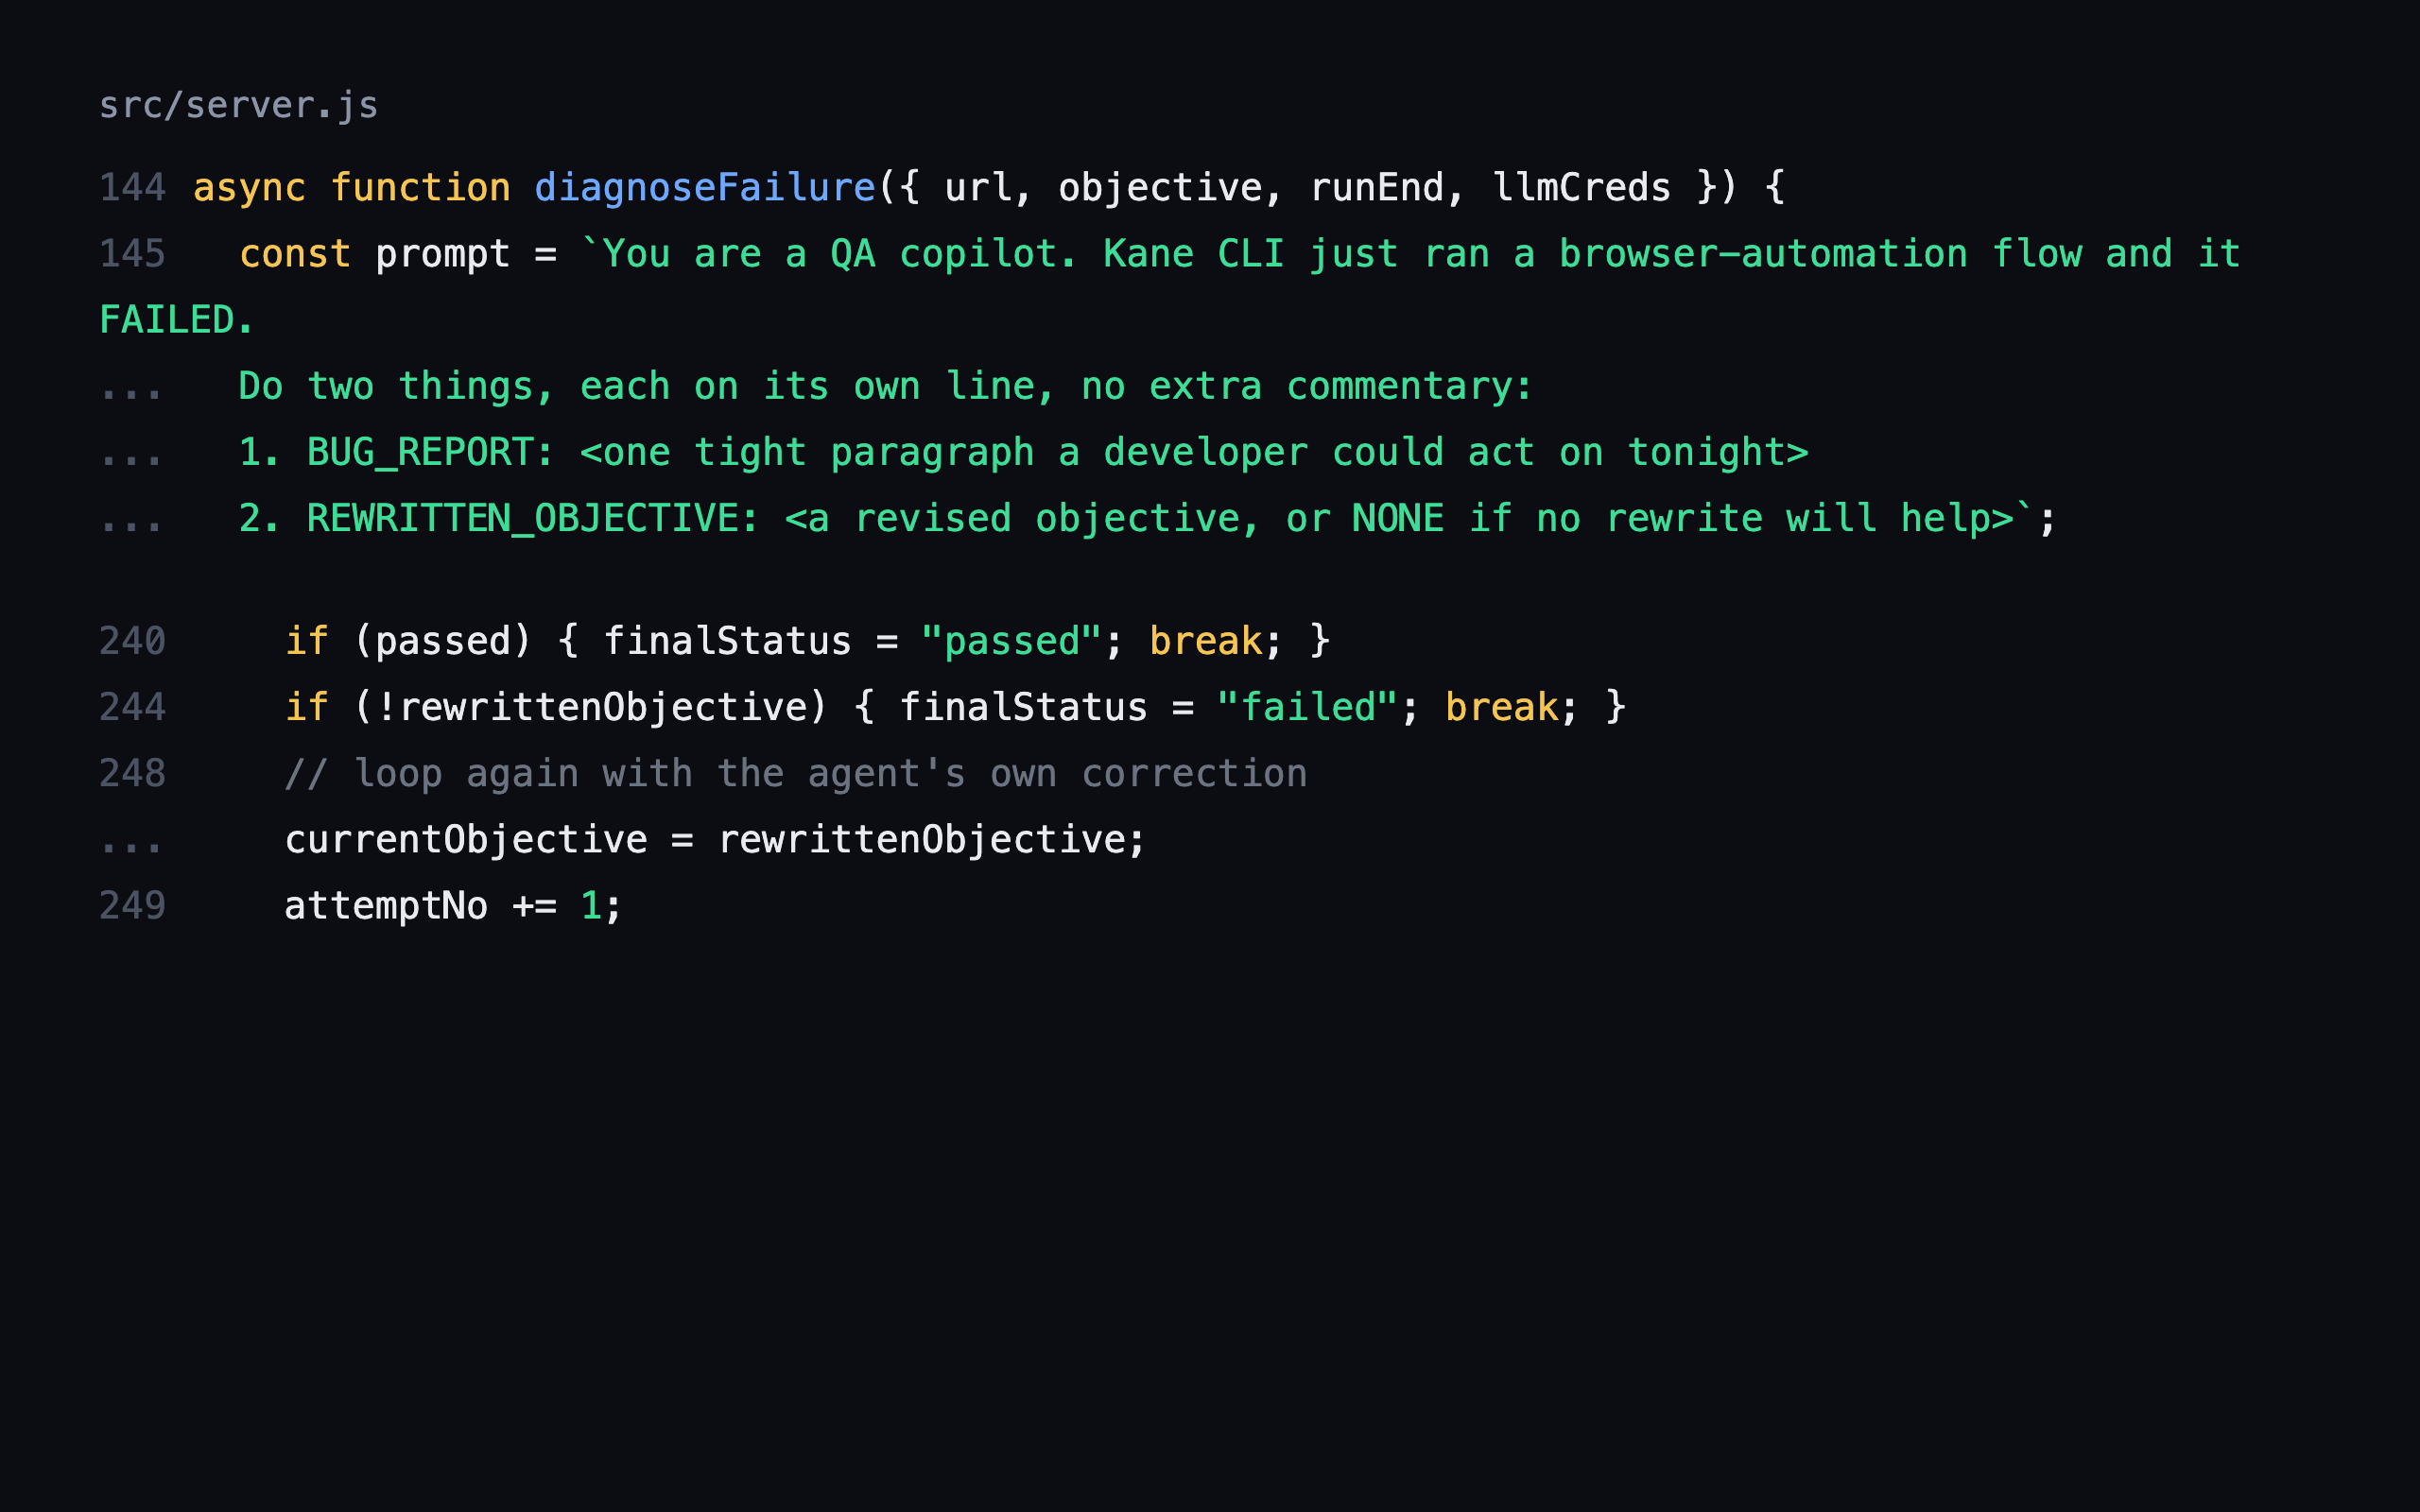 src/server.js
144 async function diagnoseFailure({ url, objective, runEnd, llmCreds }) {
145   const prompt = `You are a QA copilot. Kane CLI just ran a browser-automation flow and it
FAILED.
...   Do two things, each on its own line, no extra commentary:
...   1. BUG_REPORT: <one tight paragraph a developer could act on tonight>
...   2. REWRITTEN_OBJECTIVE: <a revised objective, or NONE if no rewrite will help>`;
240     if (passed) { finalStatus = "passed"; break; }
244     if (!rewrittenObjective) { finalStatus = "failed"; break; }
248     // loop again with the agent's own correction
...     currentObjective = rewrittenObjective;
249     attemptNo += 1;